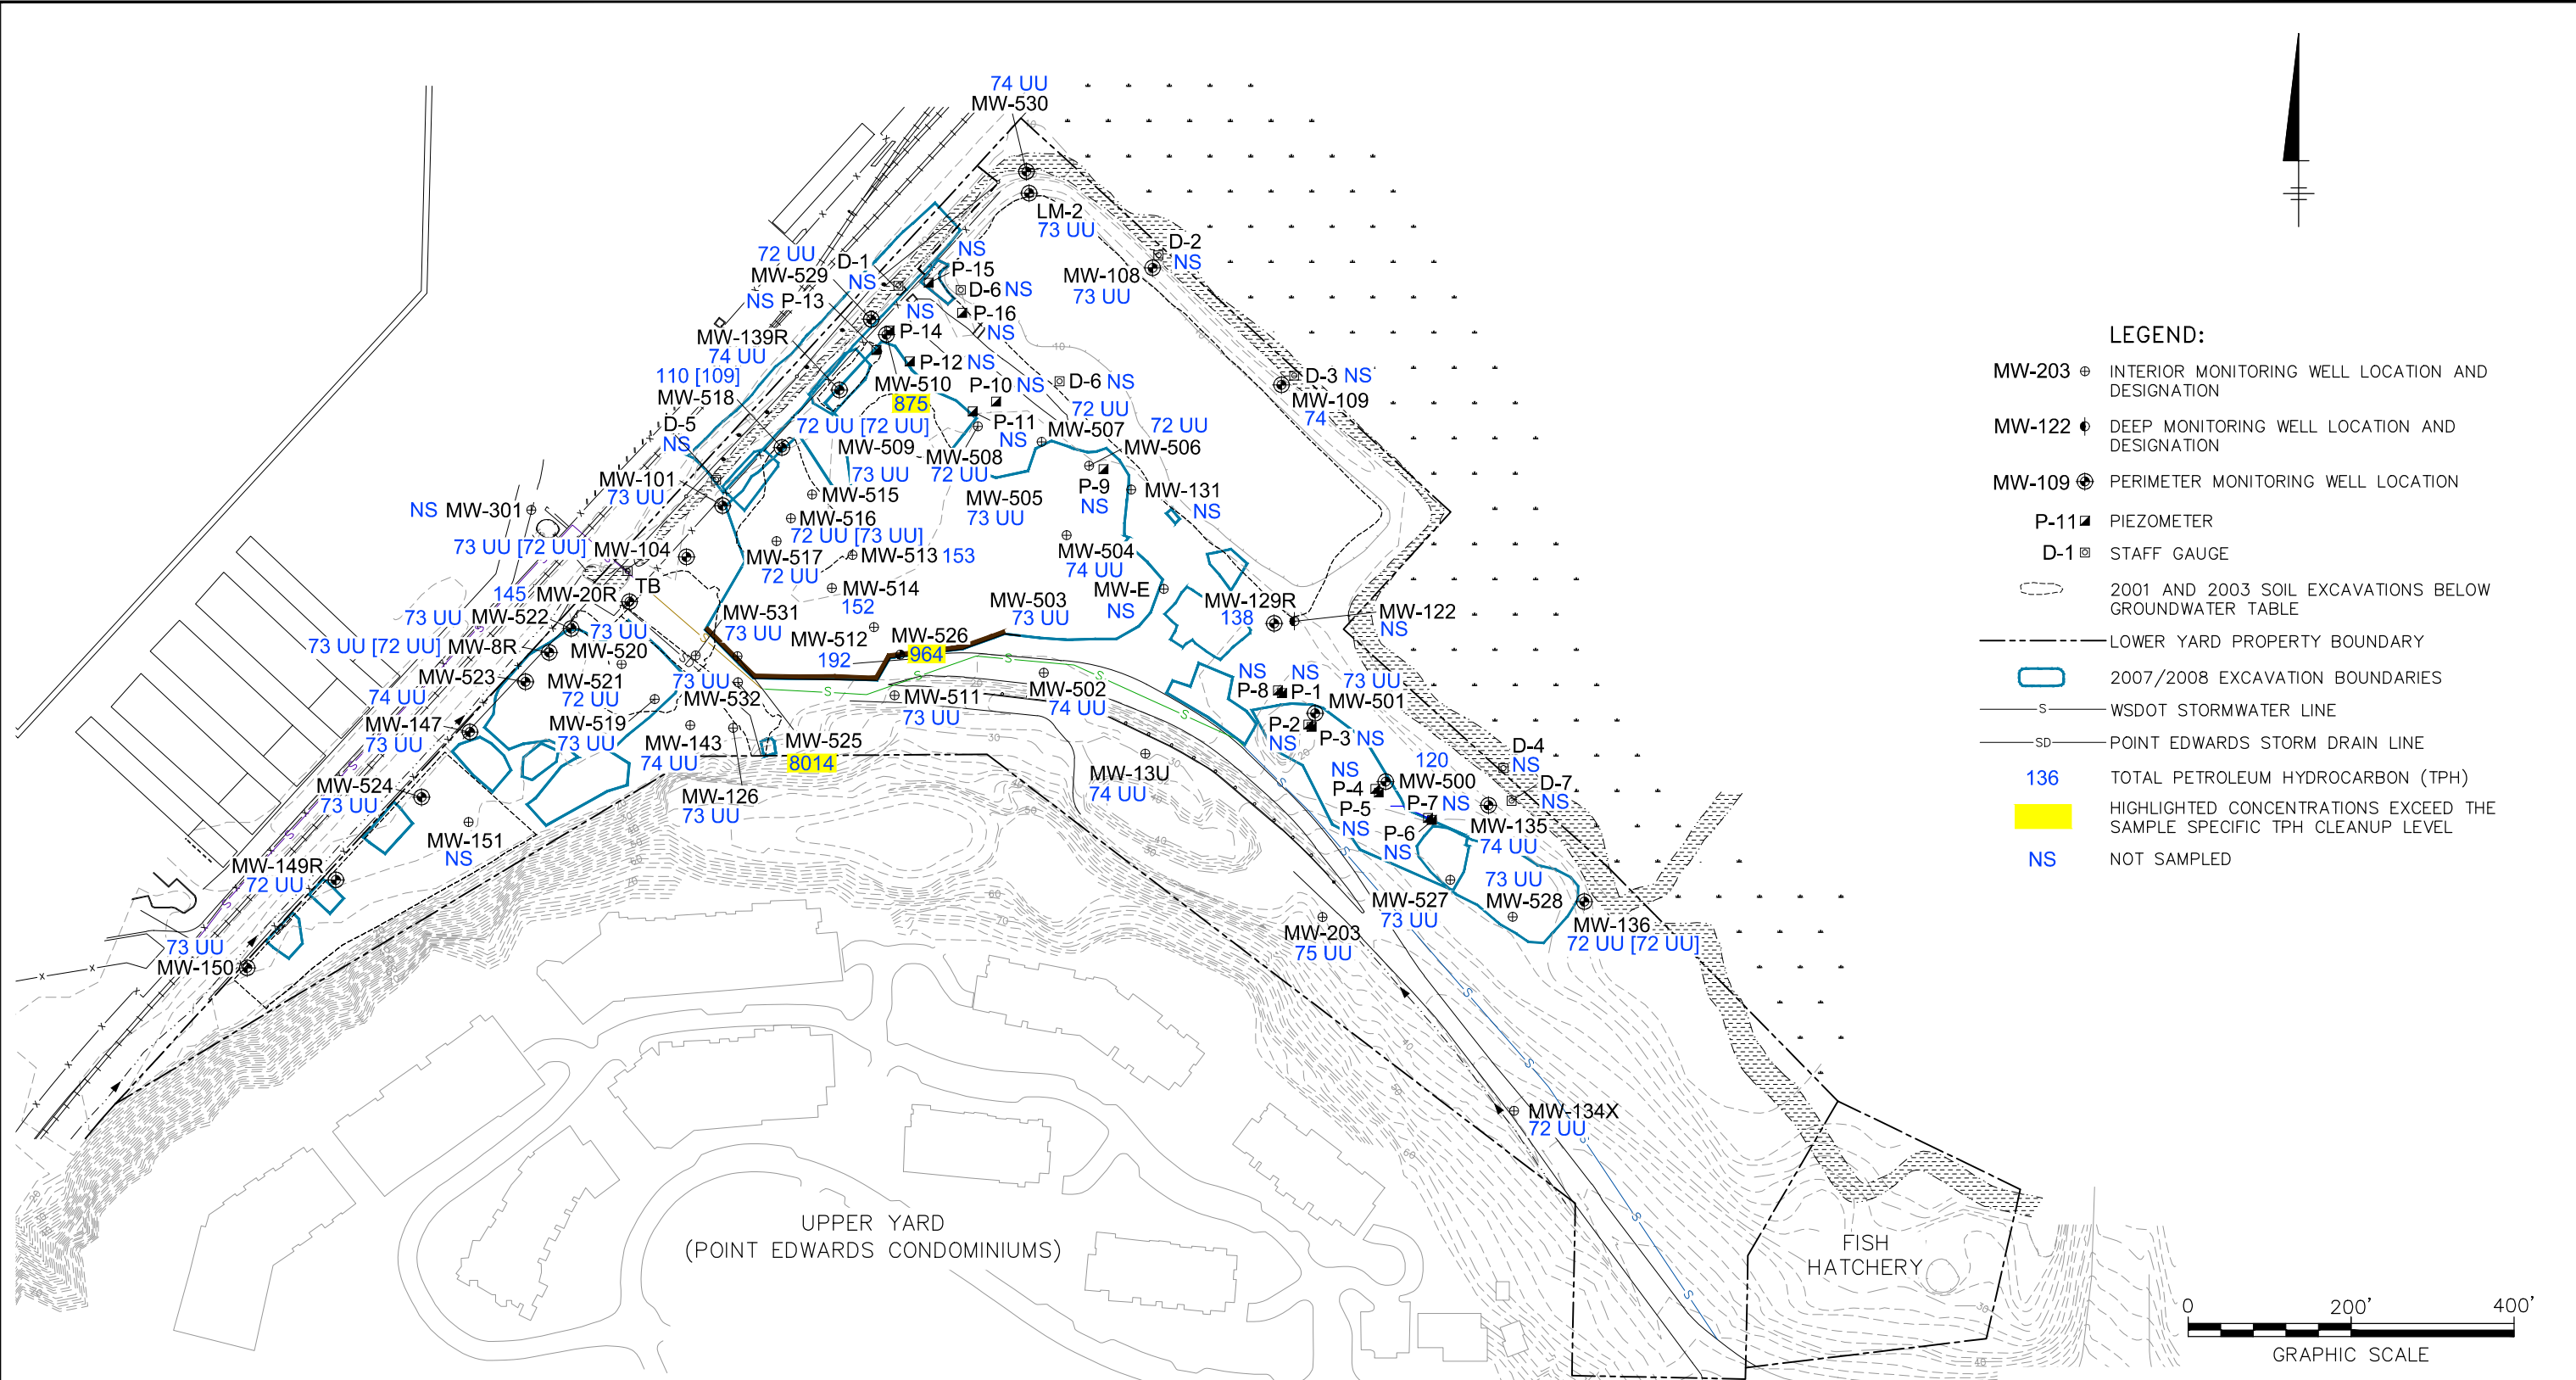 74 UU
MW-530
LM-2
73 UU
D-2
NS
MW-108
73 UU
72 UU
MW-529
D-1
NS
NS
P-15
D-6 NS
NS P-13
NS
P-16
NS
P-14
MW-139R
74 UU
P-12 NS
110 [109]
MW-518
MW-510
875
P-10 NS
D-6 NS
D-3 NS
MW-109
74
D-5
NS
72 UU [72 UU]
MW-509
73 UU
P-11
NS
72 UU
MW-507
72 UU
MW-506
MW-508
72 UU
MW-101
73 UU
MW-515
MW-505
73 UU
P-9
NS
MW-131
NS
NS MW-301
MW-516
72 UU [73 UU]
73 UU [72 UU]
MW-104
MW-517
72 UU
MW-513 153
MW-504
74 UU
MW-514
152
MW-E
NS
145
MW-20R
TB
MW-531
73 UU
MW-503
73 UU
MW-129R
138
MW-122
NS
73 UU
MW-522
73 UU
MW-520
MW-512
192
MW-526
964
73 UU [72 UU]
MW-8R
MW-523
74 UU
MW-521
72 UU
73 UU
MW-532
MW-511
73 UU
MW-502
74 UU
NS
P-8
NS
P-1
73 UU
MW-501
MW-147
73 UU
MW-519
73 UU
MW-143
74 UU
MW-525
8014
P-2
NS
P-3 NS
MW-13U
74 UU
120
MW-500
NS
P-4
D-4
NS
D-7
NS
MW-524
73 UU
MW-126
73 UU
P-5
NS
P-7 NS
P-6
NS
MW-135
74 UU
MW-151
NS
MW-149R
72 UU
73 UU
MW-528
MW-527
73 UU
MW-203
75 UU
MW-136
72 UU [72 UU]
73 UU
MW-150
MW-134X
72 UU
UPPER YARD
(POINT EDWARDS CONDOMINIUMS)
FISH
HATCHERY
LEGEND:
MW-203 INTERIOR MONITORING WELL LOCATION AND
DESIGNATION
MW-122 DEEP MONITORING WELL LOCATION AND
DESIGNATION
MW-109 PERIMETER MONITORING WELL LOCATION
P-11 PIEZOMETER
D-1 STAFF GAUGE
2001 AND 2003 SOIL EXCAVATIONS BELOW
GROUNDWATER TABLE
LOWER YARD PROPERTY BOUNDARY
2007/2008 EXCAVATION BOUNDARIES
S WSDOT STORMWATER LINE
SD POINT EDWARDS STORM DRAIN LINE
136 TOTAL PETROLEUM HYDROCARBON (TPH)
HIGHLIGHTED CONCENTRATIONS EXCEED THE
SAMPLE SPECIFIC TPH CLEANUP LEVEL
NS NOT SAMPLED
0 200' 400'
GRAPHIC SCALE